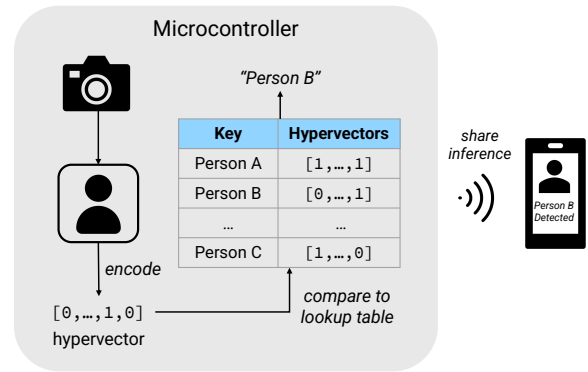 Microcontroller
“Person B”
Key Hypervectors
Person A [1,…,1]
Person B [0,…,1]
… …
Person C [1,…,0]
encode
[0,…,1,0]
hypervector
compare to
lookup table
share
inference
Person B
Detected